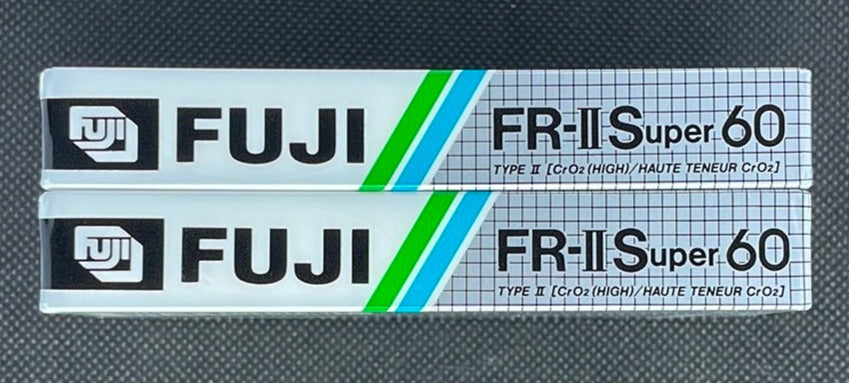 FUJI FUJI FR-II Super 60
TYPE II [CrO2 (HIGH)/HAUTE TENEUR CrO2]
FUJI FUJI FR-II Super 60
TYPE II [CrO2 (HIGH)/HAUTE TENEUR CrO2]